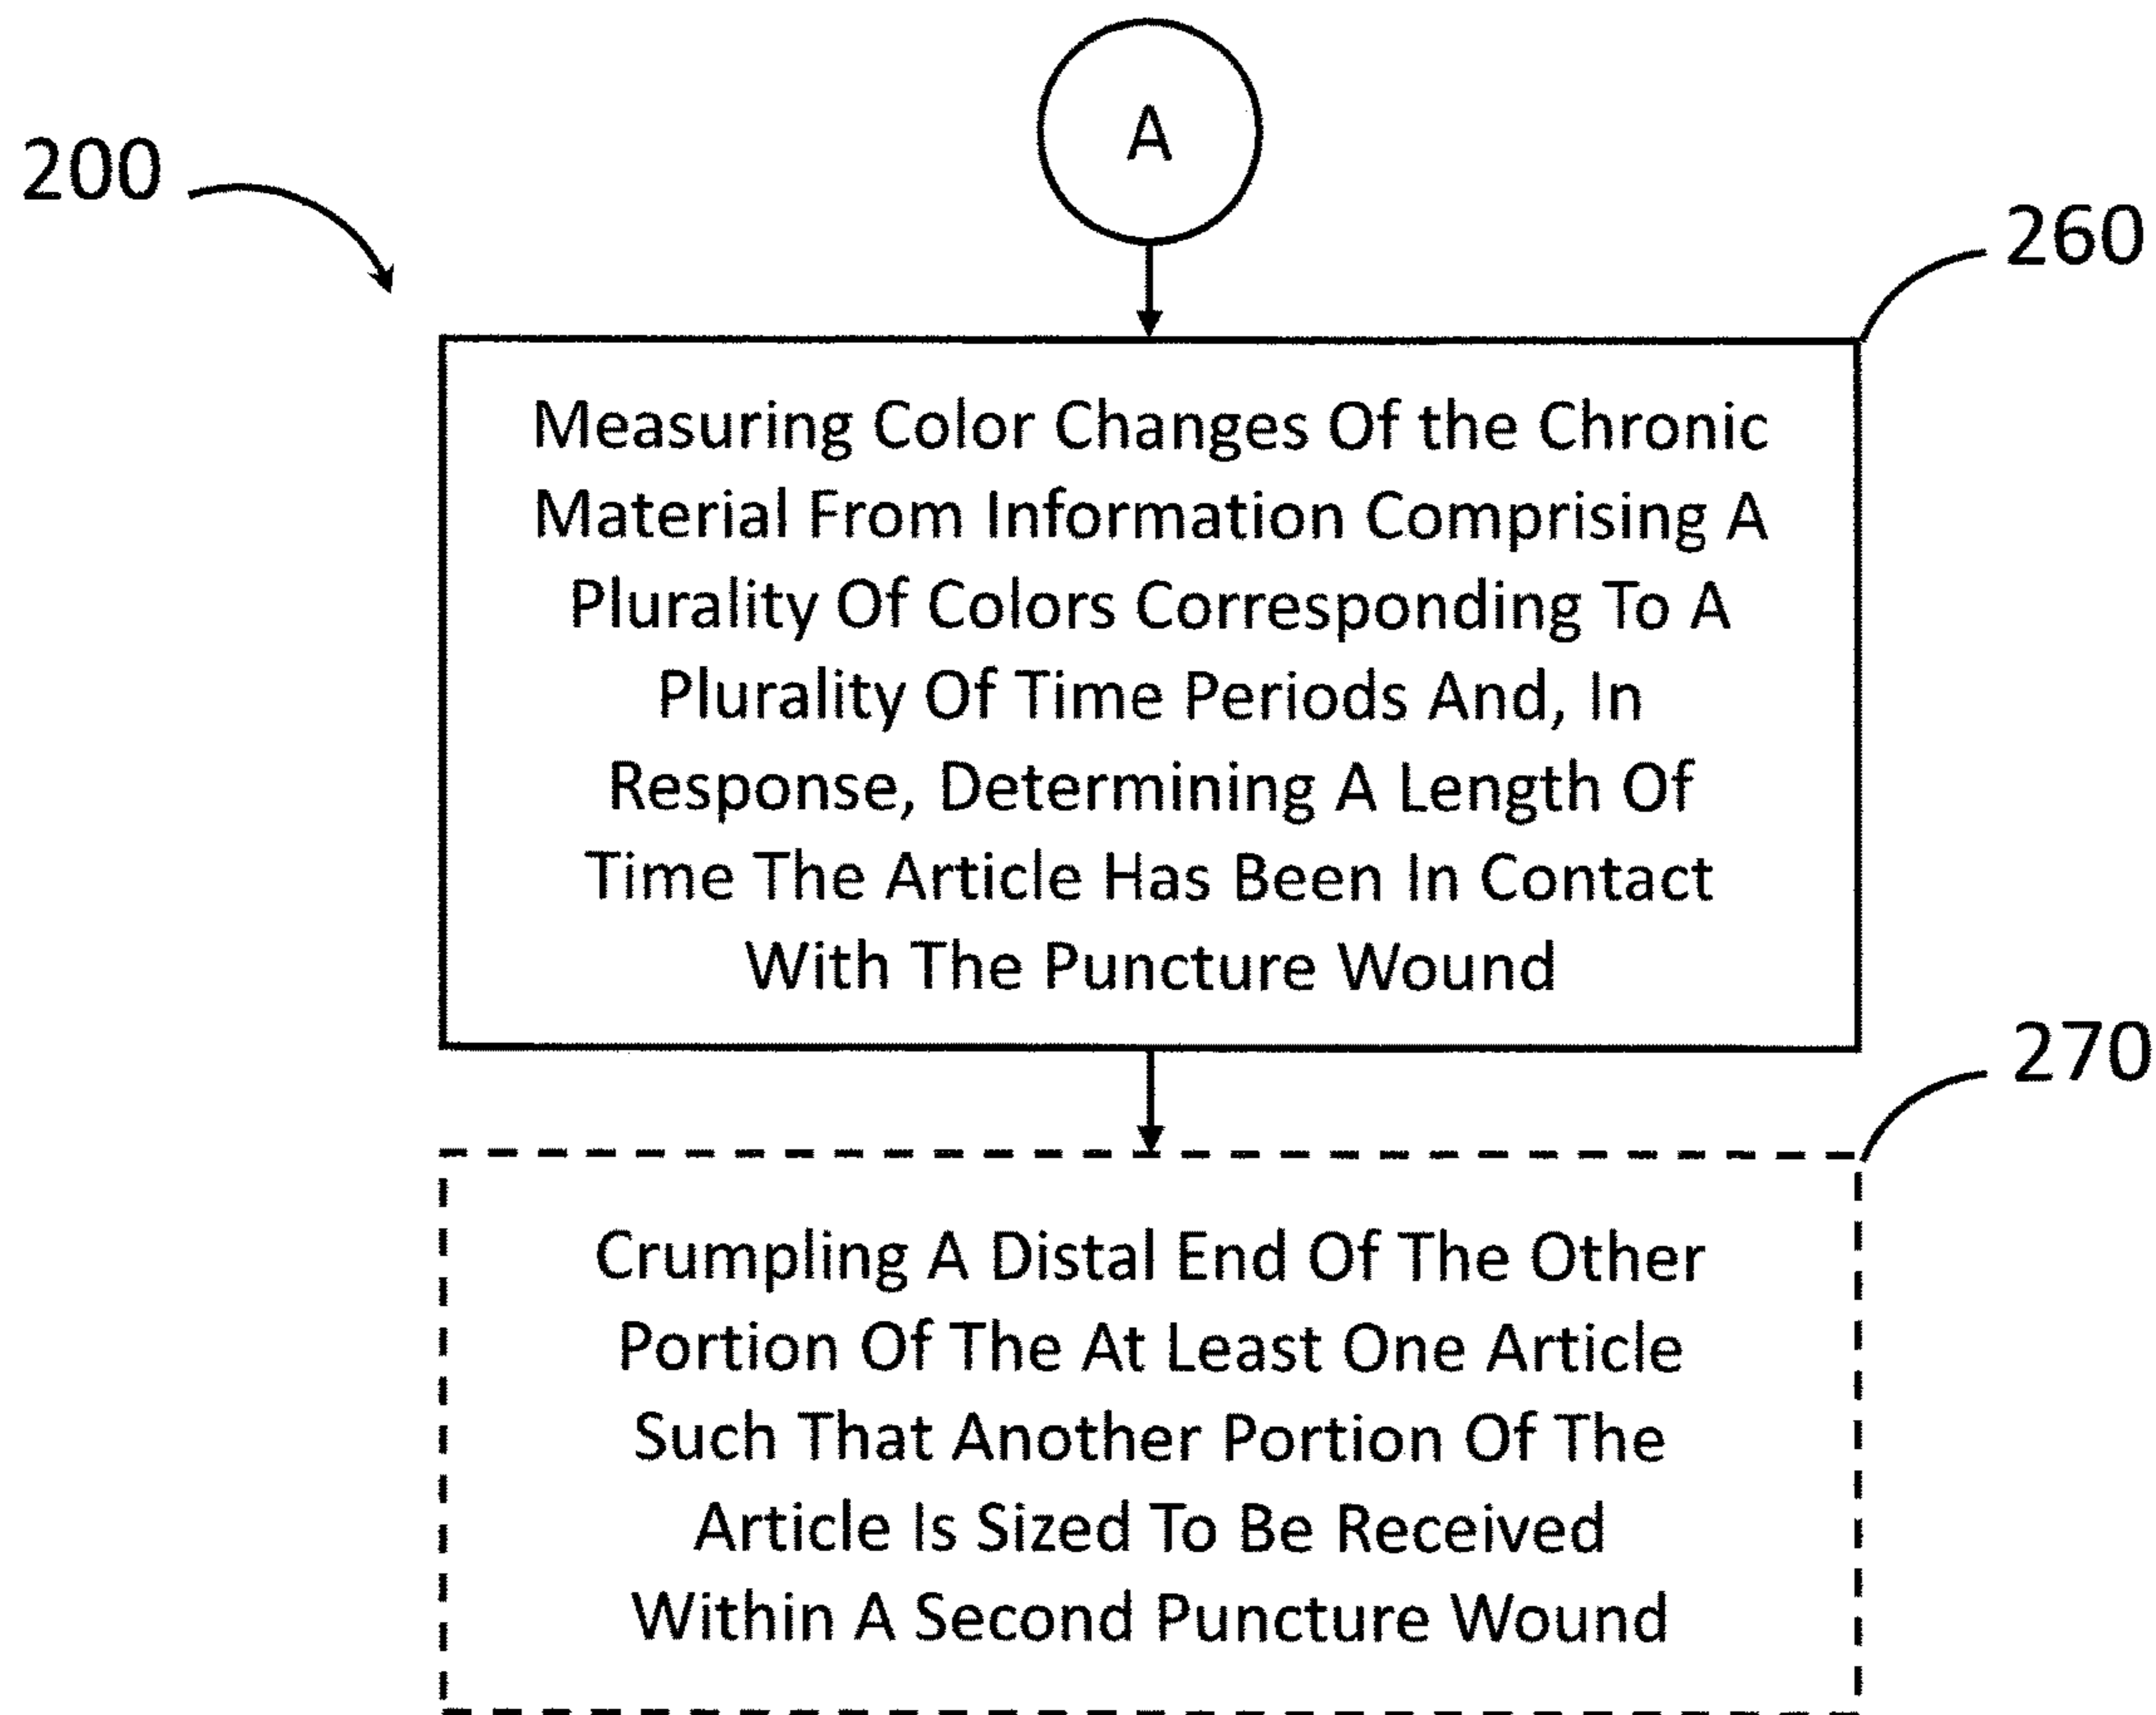 A
200
260
Measuring Color Changes Of the Chronic
Material From Information Comprising A
Plurality Of Colors Corresponding To A
Plurality Of Time Periods And, In
Response, Determining A Length Of
Time The Article Has Been In Contact
With The Puncture Wound
270
Crumpling A Distal End Of The Other
Portion Of The At Least One Article
Such That Another Portion Of The
Article Is Sized To Be Received
Within A Second Puncture Wound